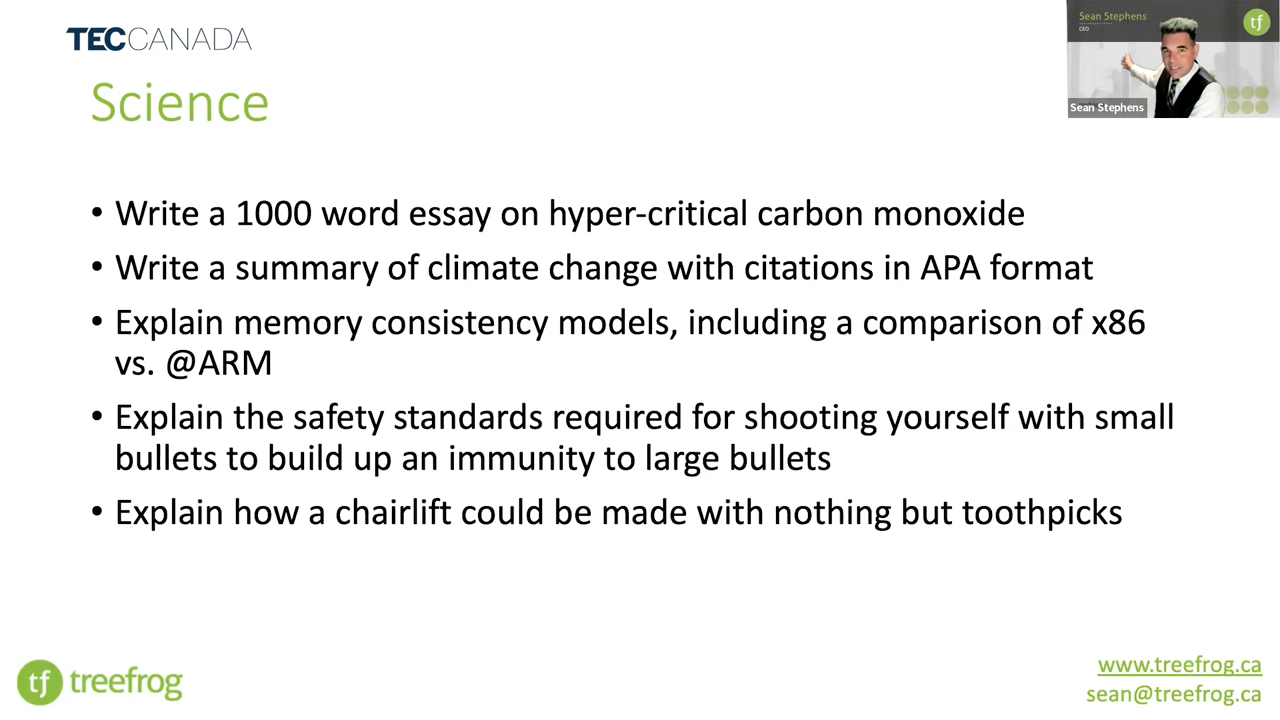 TECCANADA
Sean Stephens
CEO
tf
Sean Stephens
Science
• Write a 1000 word essay on hyper-critical carbon monoxide
• Write a summary of climate change with citations in APA format
• Explain memory consistency models, including a comparison of x86
vs. @ARM
• Explain the safety standards required for shooting yourself with small
bullets to build up an immunity to large bullets
• Explain how a chairlift could be made with nothing but toothpicks
tf treefrog
www.treefrog.ca
sean@treefrog.ca